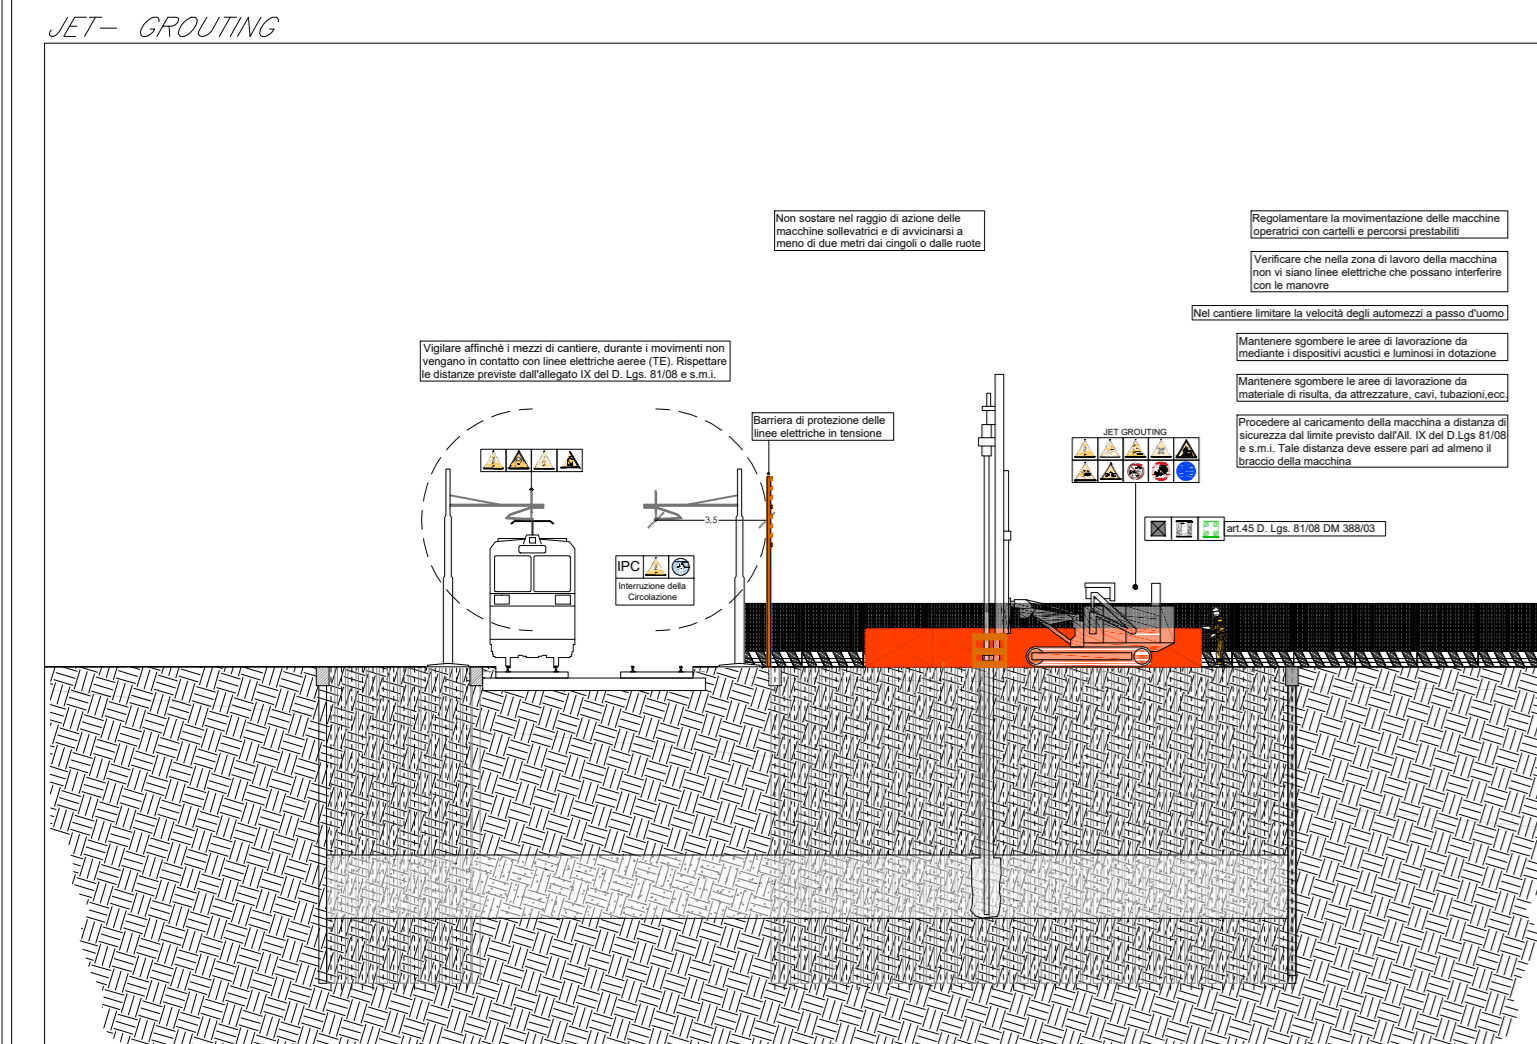 JET- GROUTING
Non sostare nel raggio di azione delle
macchine sollevatrici e di avvicinarsi a
meno di due metri dai cingoli o dalle ruote
Regolamentare la movimentazione delle macchine
operatrici con cartelli e percorsi prestabiliti
Verificare che nella zona di lavoro della macchina
non vi siano linee elettriche che possano interferire
con le manovre
Nel cantiere limitare la velocità degli automezzi a passo d'uomo
Mantenere sgombere le aree di lavorazione da
mediante i dispositivi acustici e luminosi in dotazione
Mantenere sgombere le aree di lavorazione da
materiale di risulta, da attrezzature, cavi, tubazioni,ecc.
Procedere al caricamento della macchina a distanza di
sicurezza dal limite previsto dall'All. IX del D.Lgs 81/08
e s.m.i. Tale distanza deve essere pari ad almeno il
braccio della macchina
Vigilare affinchè i mezzi di cantiere, durante i movimenti non
vengano in contatto con linee elettriche aeree (TE). Rispettare
le distanze previste dall'allegato IX del D. Lgs. 81/08 e s.m.i.
Barriera di protezione delle
linee elettriche in tensione
JET GROUTING
3,5
art.45 D. Lgs. 81/08 DM 388/03
IPC
Interruzione della
Circolazione